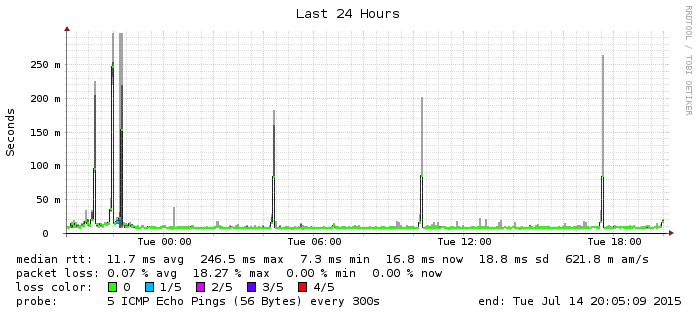 Last 24 Hours
RRDTOOL / TOBI OETIKER
Seconds
250 m
200 m
150 m
100 m
50 m
0
Tue 00:00 Tue 06:00 Tue 12:00 Tue 18:00
median rtt: 11.7 ms avg 246.5 ms max 7.3 ms min 16.8 ms now 18.8 ms sd 621.8 m am/s
packet loss: 0.07 % avg 18.27 % max 0.00 % min 0.00 % now
loss color: 0 1/5 2/5 3/5 4/5
probe: 5 ICMP Echo Pings (56 Bytes) every 300s end: Tue Jul 14 20:05:09 2015